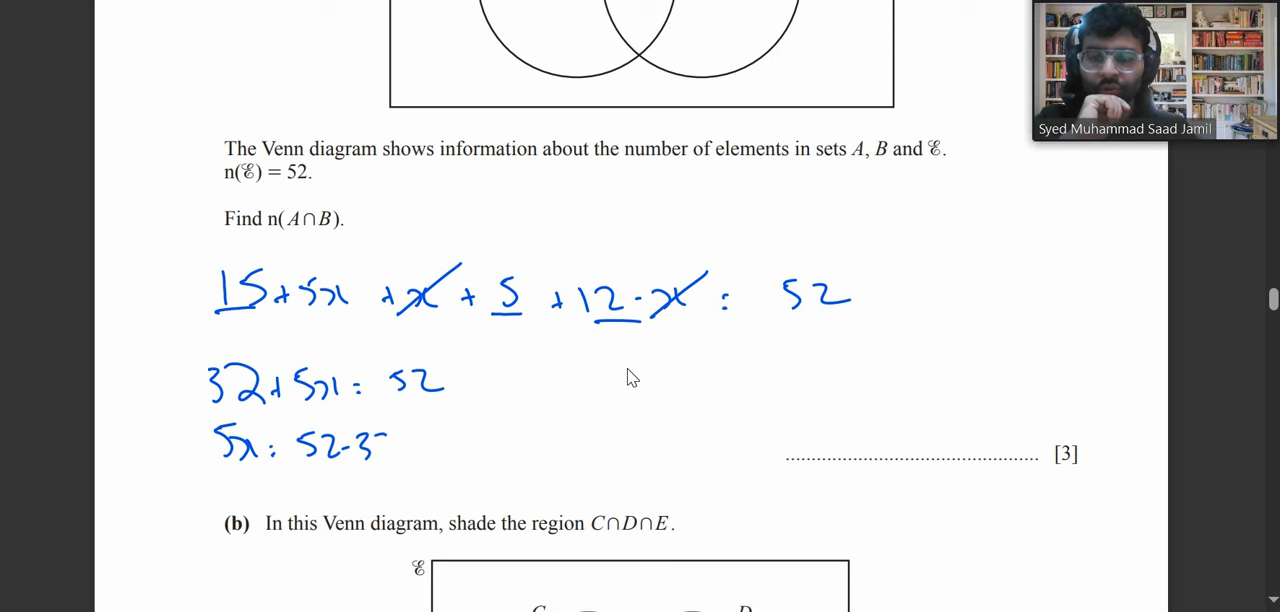 Syed Muhammad Saad Jamil
The Venn diagram shows information about the number of elements in sets A, B and ℰ.
n(ℰ) = 52.
Find n(A∩B).
15+5x + x + 5 + 12-x = 52
32+5x = 52
5x = 52-3
[3]
(b) In this Venn diagram, shade the region C∩D∩E.
ℰ
C D